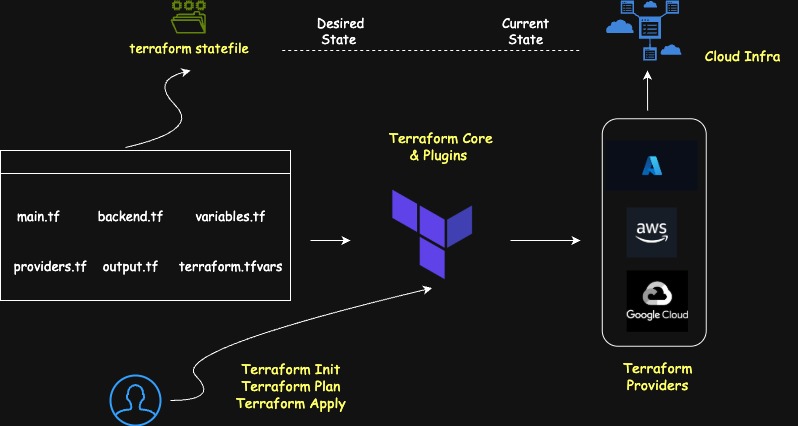 Desired
State
Current
State
terraform statefile
Cloud Infra
Terraform Core
& Plugins
main.tf
backend.tf
variables.tf
providers.tf
output.tf
terraform.tfvars
aws
Google Cloud
Terraform Init
Terraform Plan
Terraform Apply
Terraform
Providers